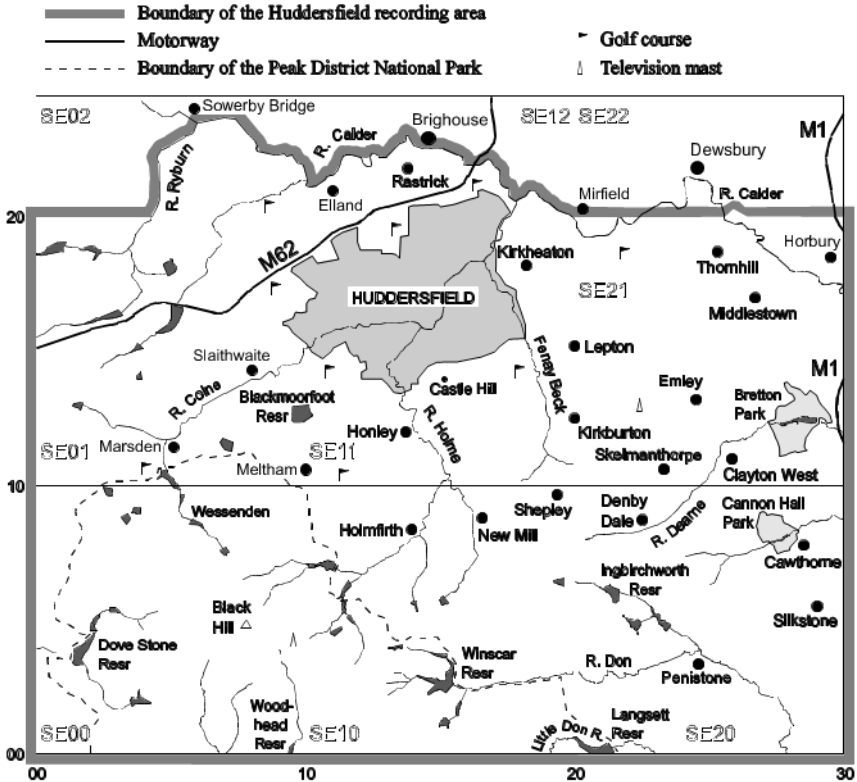 Boundary of the Huddersfield recording area
Motorway
Golf course
Boundary of the Peak District National Park
Television mast
SE02
Sowerby Bridge
R. Calder
Brighouse
SE12 SE22
M1
R. Ryburn
Rastrick
Dewsbury
Elland
Mirfield
R. Calder
20
M62
Kirkheaton
Thornhill
Horbury
HUDDERSFIELD
SE21
Middlestown
Slaithwaite
Lepton
Fenay Beck
R. Colne
Castle Hill
Emley
Bretton
Park
M1
Blackmoorfoot
Resr
R. Holme
Honley
Kirkburton
Marsden
SE01
SE11
Skelmanthorpe
Meltham
Clayton West
10
Wessenden
Shepley
Denby
Dale
R. Dearne
Cannon Hall
Park
Holmfirth
New Mill
Cawthorne
Ingbirchworth
Resr
Black
Hill
Silkstone
Dove Stone
Resr
Winscar
Resr
R. Don
Penistone
Wood-
head
Resr
Little Don R.
Langsett
Resr
SE00
SE10
SE20
00
00
10
20
30